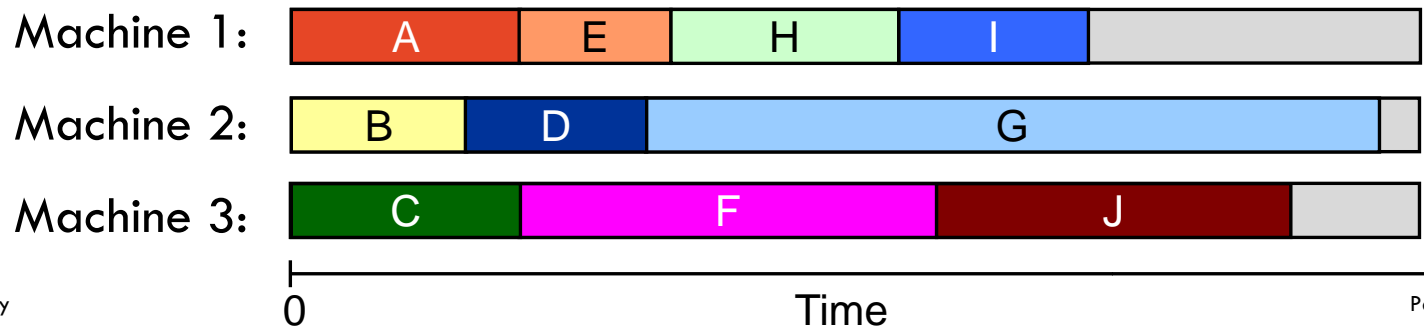 Machine 1: A E H I
Machine 2: B D G
Machine 3: C F J
0 Time